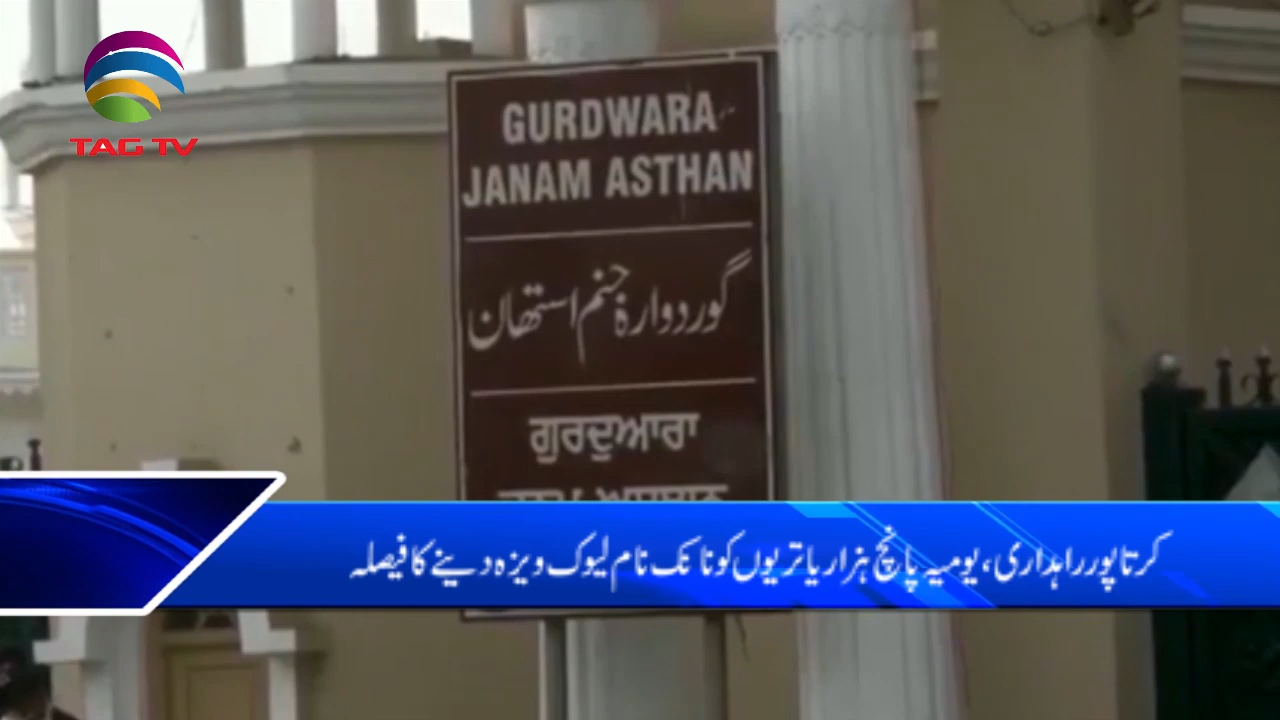 TAG TV
GURDWARA
JANAM ASTHAN
گوردوارۂ جنم استھان
ਗੁਰਦੁਆਰਾ
کرتاپور راہداری، یومیہ پانچ ہزار یاتریوں کو نانک نام لیوک ویزہ دینے کا فیصلہ